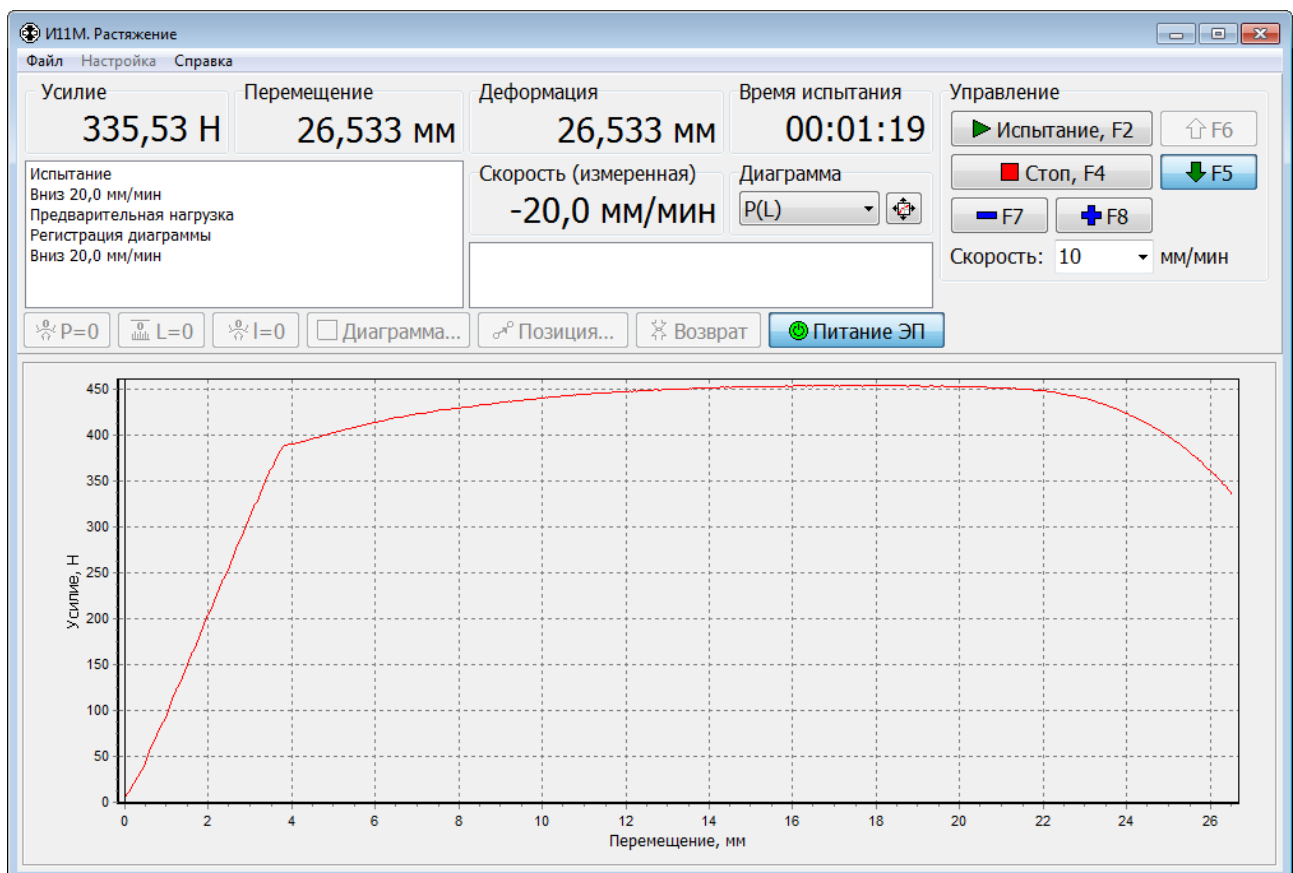 И11М. Растяжение
Файл Настройка Справка
Усилие
335,53 Н
Перемещение
26,533 мм
Деформация
26,533 мм
Время испытания
00:01:19
Управление
Испытание, F2
F6
Стоп, F4
F5
F7
F8
Скорость: 10 мм/мин
Испытание
Вниз 20,0 мм/мин
Предварительная нагрузка
Регистрация диаграммы
Вниз 20,0 мм/мин
Скорость (измеренная)
-20,0 мм/мин
Диаграмма
P(L)
P=0
L=0
l=0
Диаграмма...
Позиция...
Возврат
Питание ЭП
Усилие, Н
450
400
350
300
250
200
150
100
50
0
0 2 4 6 8 10 12 14 16 18 20 22 24 26
Перемещение, мм